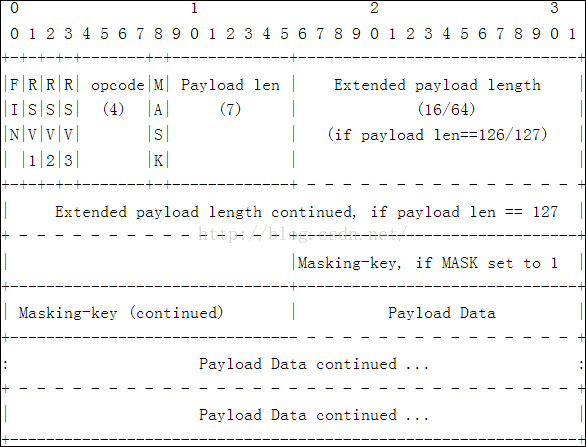 0                   1                   2                   3
0 1 2 3 4 5 6 7 8 9 0 1 2 3 4 5 6 7 8 9 0 1 2 3 4 5 6 7 8 9 0 1
+-+-+-+-+-------+-+-------------+-------------------------------+
|F|R|R|R| opcode|M| Payload len |    Extended payload length    |
|I|S|S|S|  (4)  |A|     (7)     |             (16/64)           |
|N|V|V|V|       |S|             |   (if payload len==126/127)   |
| |1|2|3|       |K|             |                               |
+-+-+-+-+-------+-+-------------+ - - - - - - - - - - - - - - - +
|     Extended payload length continued, if payload len == 127  |
http://blog.csdn.net/
+ - - - - - - - - - - - - - - - +-------------------------------+
|                               |Masking-key, if MASK set to 1  |
+-------------------------------+-------------------------------+
| Masking-key (continued)       |          Payload Data         |
+-------------------------------- - - - - - - - - - - - - - - - +
:                     Payload Data continued ...                :
+ - - - - - - - - - - - - - - - - - - - - - - - - - - - - - - - +
|                     Payload Data continued ...                |
+---------------------------------------------------------------+